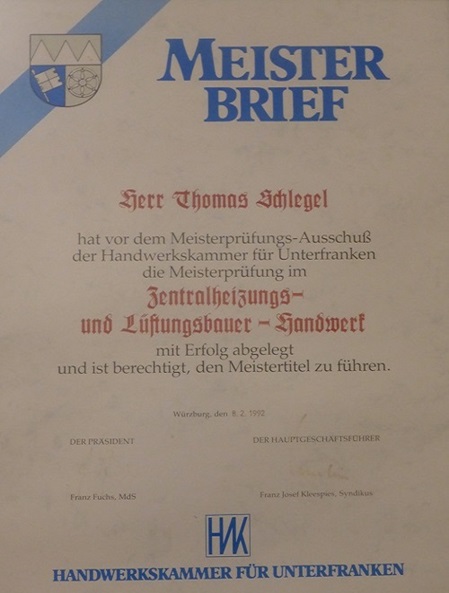 MEISTER
BRIEF
Herr Thomas Schlegel
hat vor dem Meisterprüfungs-Ausschuß
der Handwerkskammer für Unterfranken
die Meisterprüfung im
Zentralheizungs-
und Lüftungsbauer - Handwerk
mit Erfolg abgelegt
und ist berechtigt, den Meistertitel zu führen.
Würzburg, den 8. 2. 1992
DER PRÄSIDENT
DER HAUPTGESCHÄFTSFÜHRER
Franz Fuchs, MdS
Franz Josef Kleespies, Syndikus
HWK
HANDWERKSKAMMER FÜR UNTERFRANKEN